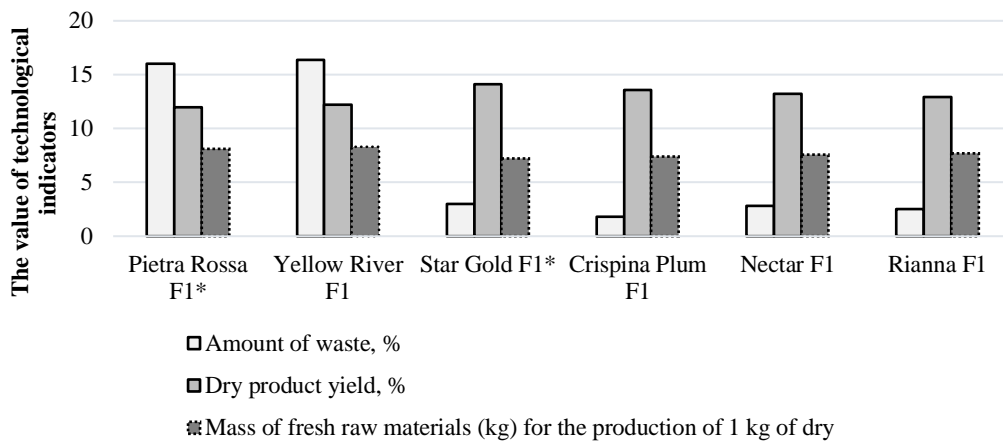 The value of technological
indicators
20
15
10
5
0
Pietra Rossa
F1*
Yellow River
F1
Star Gold F1*
Crispina Plum
F1
Nectar F1
Rianna F1
Amount of waste, %
Dry product yield, %
Mass of fresh raw materials (kg) for the production of 1 kg of dry